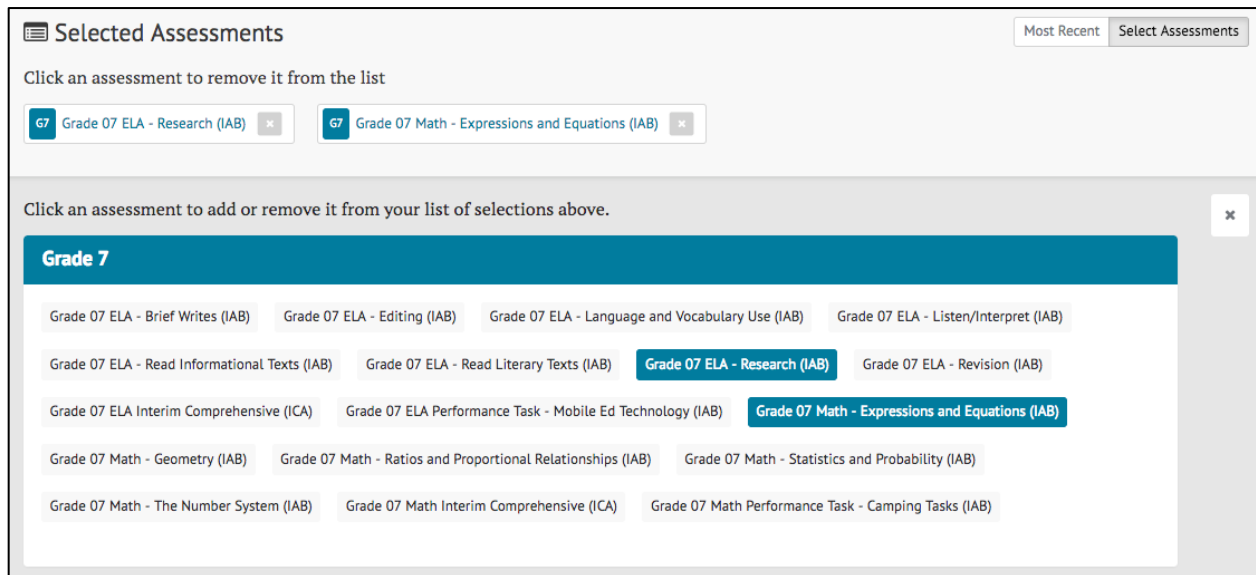 Selected Assessments
Most Recent Select Assessments
Click an assessment to remove it from the list
G7 Grade 07 ELA - Research (IAB) × G7 Grade 07 Math - Expressions and Equations (IAB) ×
Click an assessment to add or remove it from your list of selections above.
×
Grade 7
Grade 07 ELA - Brief Writes (IAB) Grade 07 ELA - Editing (IAB) Grade 07 ELA - Language and Vocabulary Use (IAB) Grade 07 ELA - Listen/Interpret (IAB)
Grade 07 ELA - Read Informational Texts (IAB) Grade 07 ELA - Read Literary Texts (IAB) Grade 07 ELA - Research (IAB) Grade 07 ELA - Revision (IAB)
Grade 07 ELA Interim Comprehensive (ICA) Grade 07 ELA Performance Task - Mobile Ed Technology (IAB) Grade 07 Math - Expressions and Equations (IAB)
Grade 07 Math - Geometry (IAB) Grade 07 Math - Ratios and Proportional Relationships (IAB) Grade 07 Math - Statistics and Probability (IAB)
Grade 07 Math - The Number System (IAB) Grade 07 Math Interim Comprehensive (ICA) Grade 07 Math Performance Task - Camping Tasks (IAB)